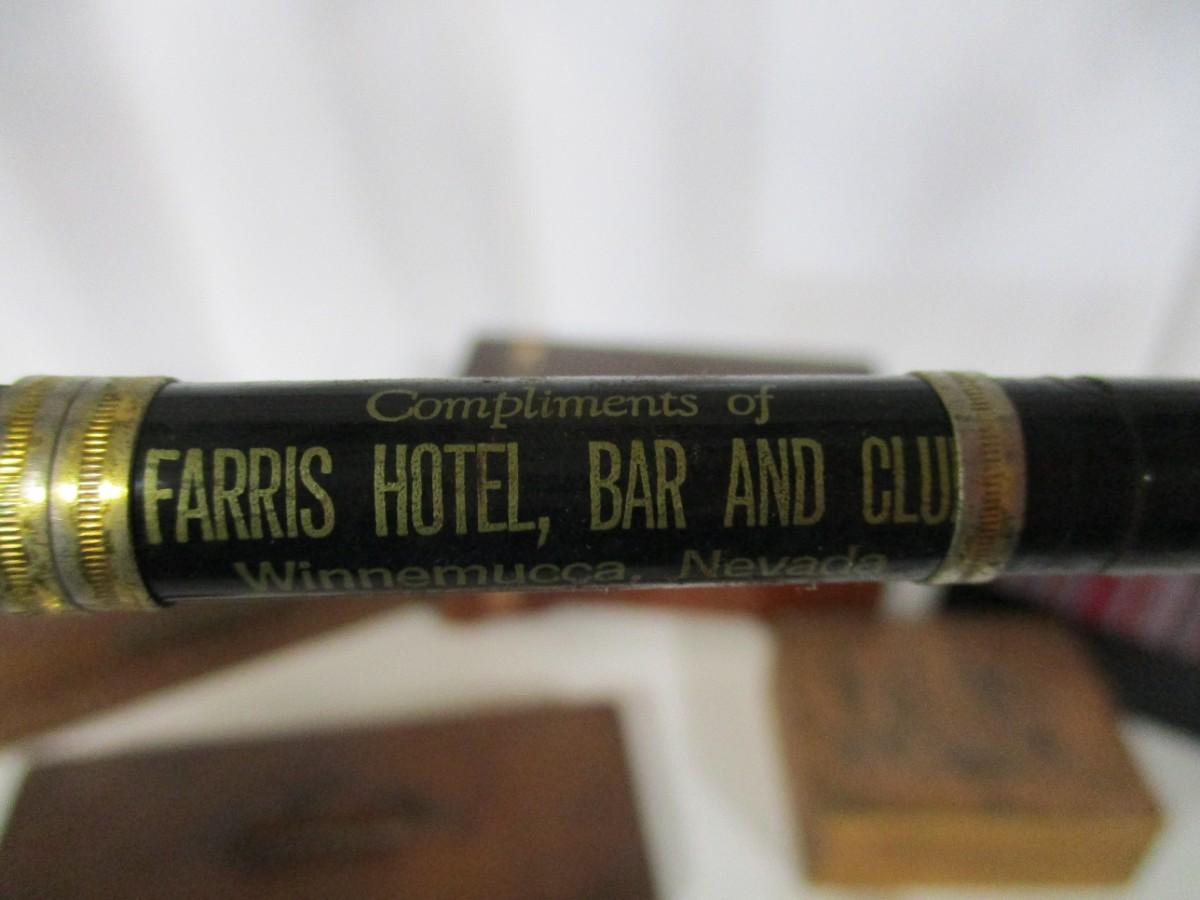 Compliments of
FARRIS HOTEL, BAR AND CLU
Winnemucca, Nevada